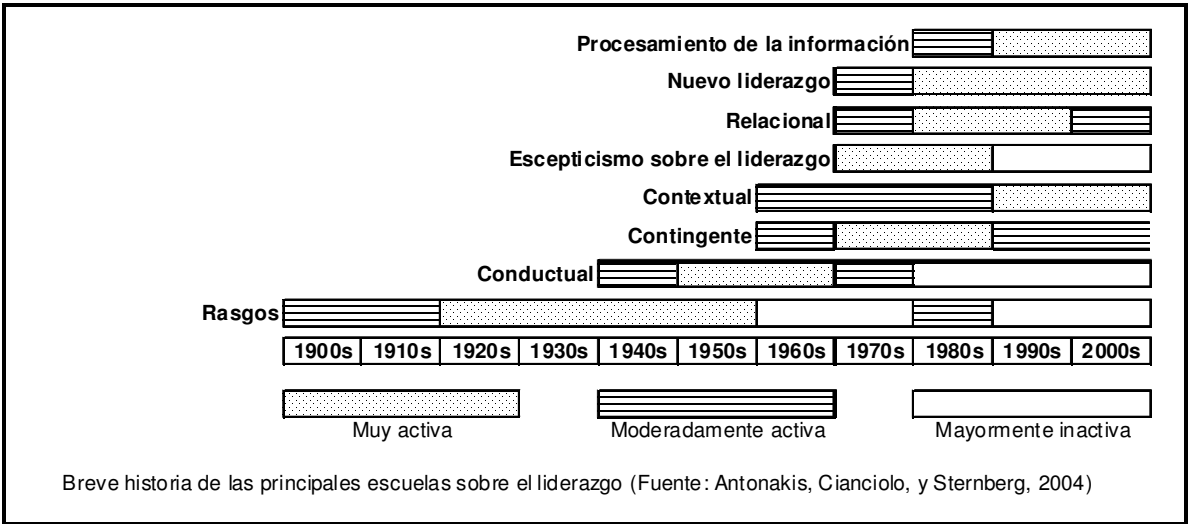 Procesamiento de la información
Nuevo liderazgo
Relacional
Escepticismo sobre el liderazgo
Contextual
Contingente
Conductual
Rasgos
1900s 1910s 1920s 1930s 1940s 1950s 1960s 1970s 1980s 1990s 2000s
Muy activa Moderadamente activa Mayormente inactiva
Breve historia de las principales escuelas sobre el liderazgo (Fuente: Antonakis, Cianciolo, y Sternberg, 2004)